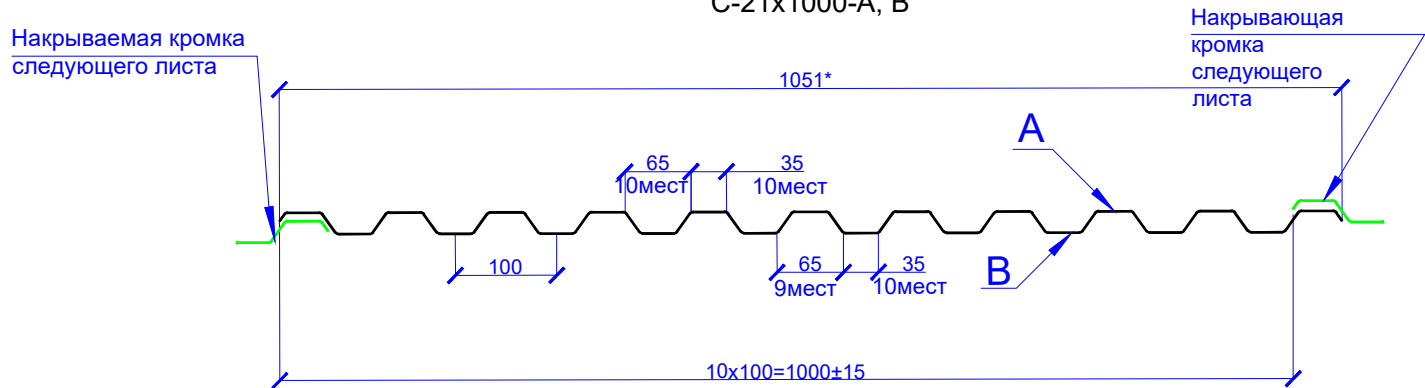 С-21х1000-А, В
Накрываемая кромка
следующего листа
Накрывающая
кромка
следующего
листа
1051*
А
65
10мест
35
10мест
100
65
9мест
35
10мест
В
10х100=1000±15